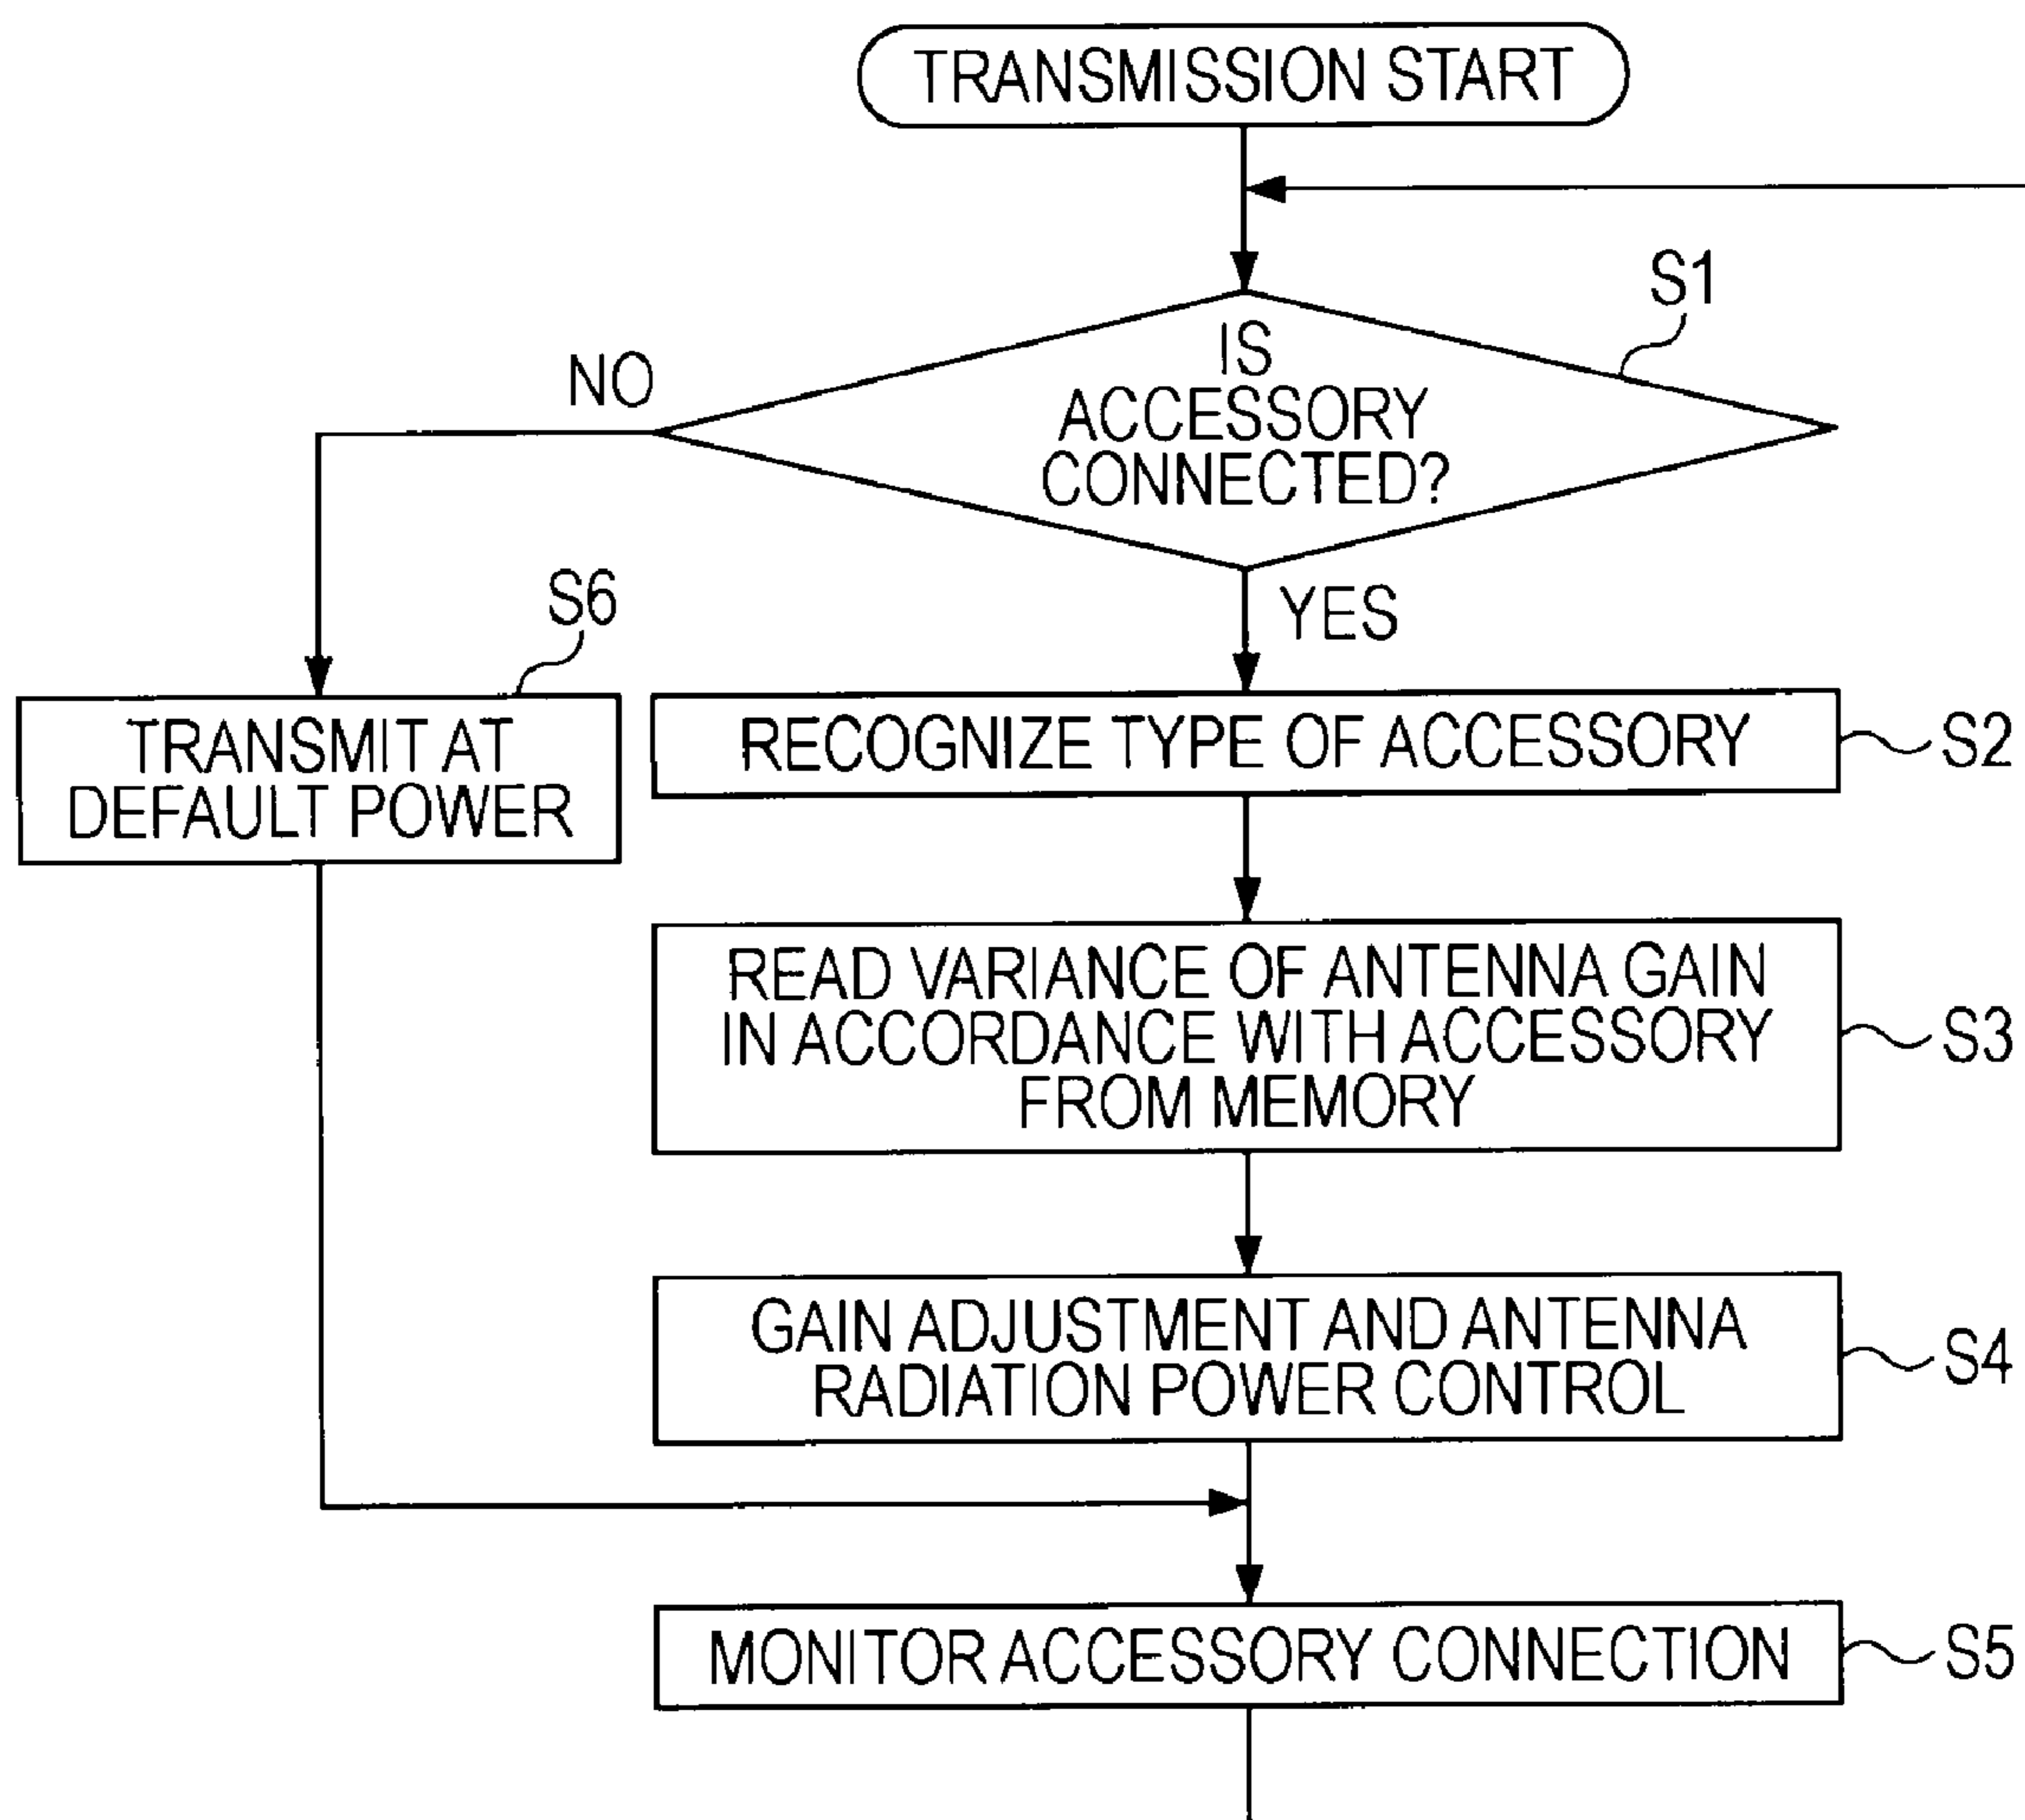 TRANSMISSION START
S1
IS
ACCESSORY
CONNECTED?
NO
YES
S6
TRANSMIT AT
DEFAULT POWER
RECOGNIZE TYPE OF ACCESSORY
S2
READ VARIANCE OF ANTENNA GAIN
IN ACCORDANCE WITH ACCESSORY
FROM MEMORY
S3
GAIN ADJUSTMENT AND ANTENNA
RADIATION POWER CONTROL
S4
MONITOR ACCESSORY CONNECTION
S5